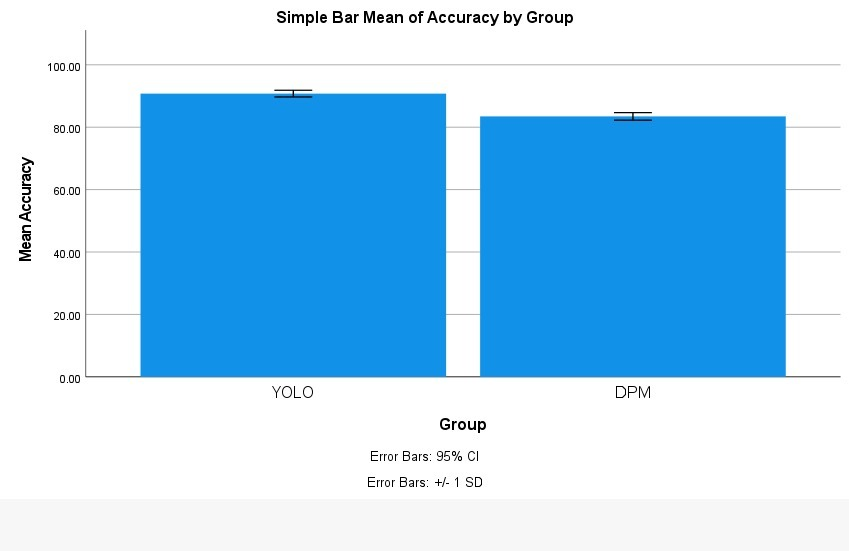 Simple Bar Mean of Accuracy by Group
Mean Accuracy
100.00
80.00
60.00
40.00
20.00
0.00
YOLO DPM
Group
Error Bars: 95% CI
Error Bars: +/- 1 SD